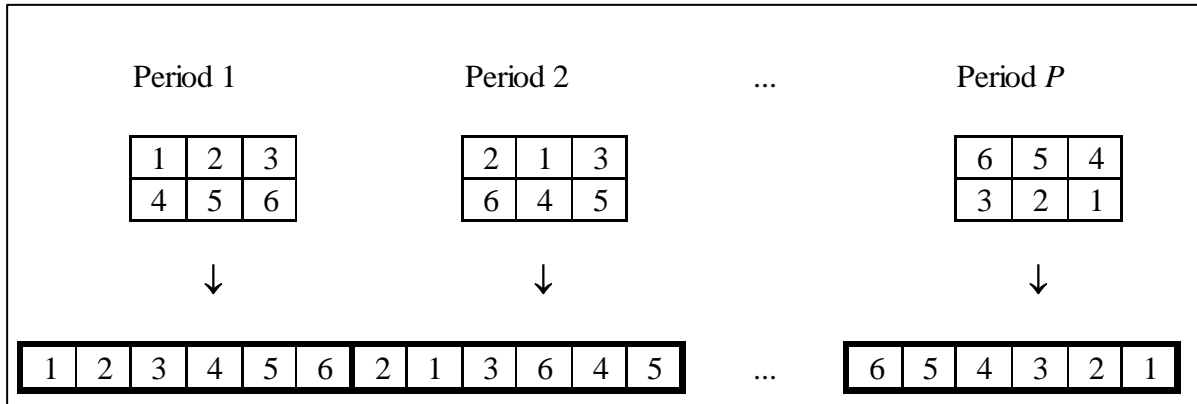 Period 1 Period 2 ... Period P
1 2 3 2 1 3 6 5 4
4 5 6 6 4 5 3 2 1
↓ ↓ ↓
1 2 3 4 5 6 2 1 3 6 4 5 ... 6 5 4 3 2 1